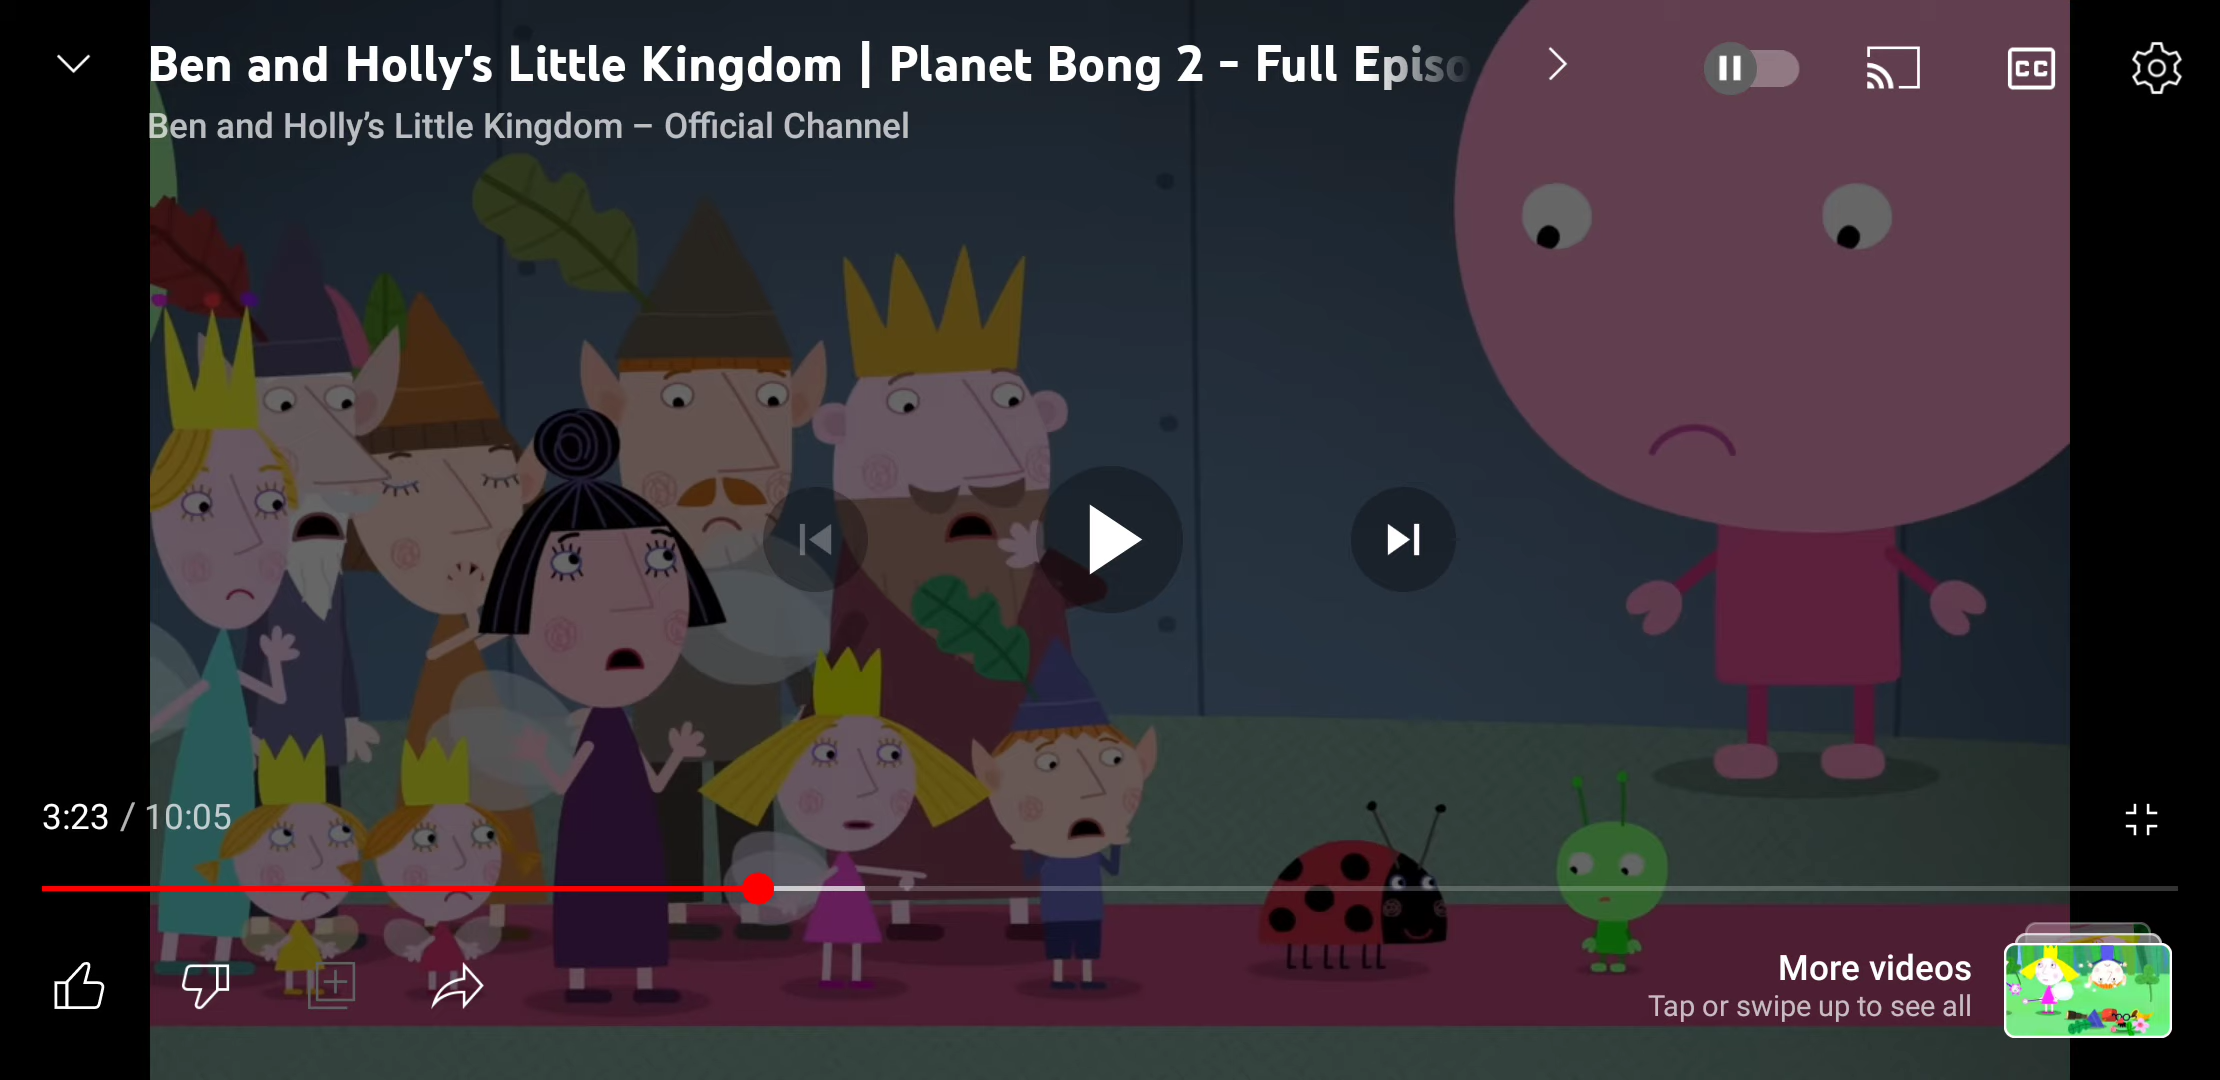 Ben and Holly's Little Kingdom | Planet Bong 2 - Full Episo
Ben and Holly’s Little Kingdom – Official Channel
CC
3:23 / 10:05
More videos
Tap or swipe up to see all